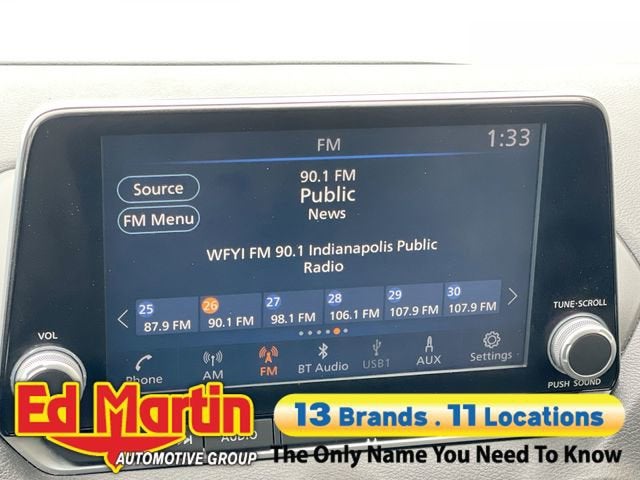 FM
1:33
Source
FM Menu
90.1 FM
Public
News
WFYI FM 90.1 Indianapolis Public
Radio
25 26 27 28 29 30
87.9 FM 90.1 FM 98.1 FM 106.1 FM 107.9 FM 107.9 FM
VOL
TUNE·SCROLL
Phone AM FM BT Audio USB1 AUX Settings
PUSH SOUND
AUDIO
Ed Martin
AUTOMOTIVE GROUP
13 Brands . 11 Locations
The Only Name You Need To Know